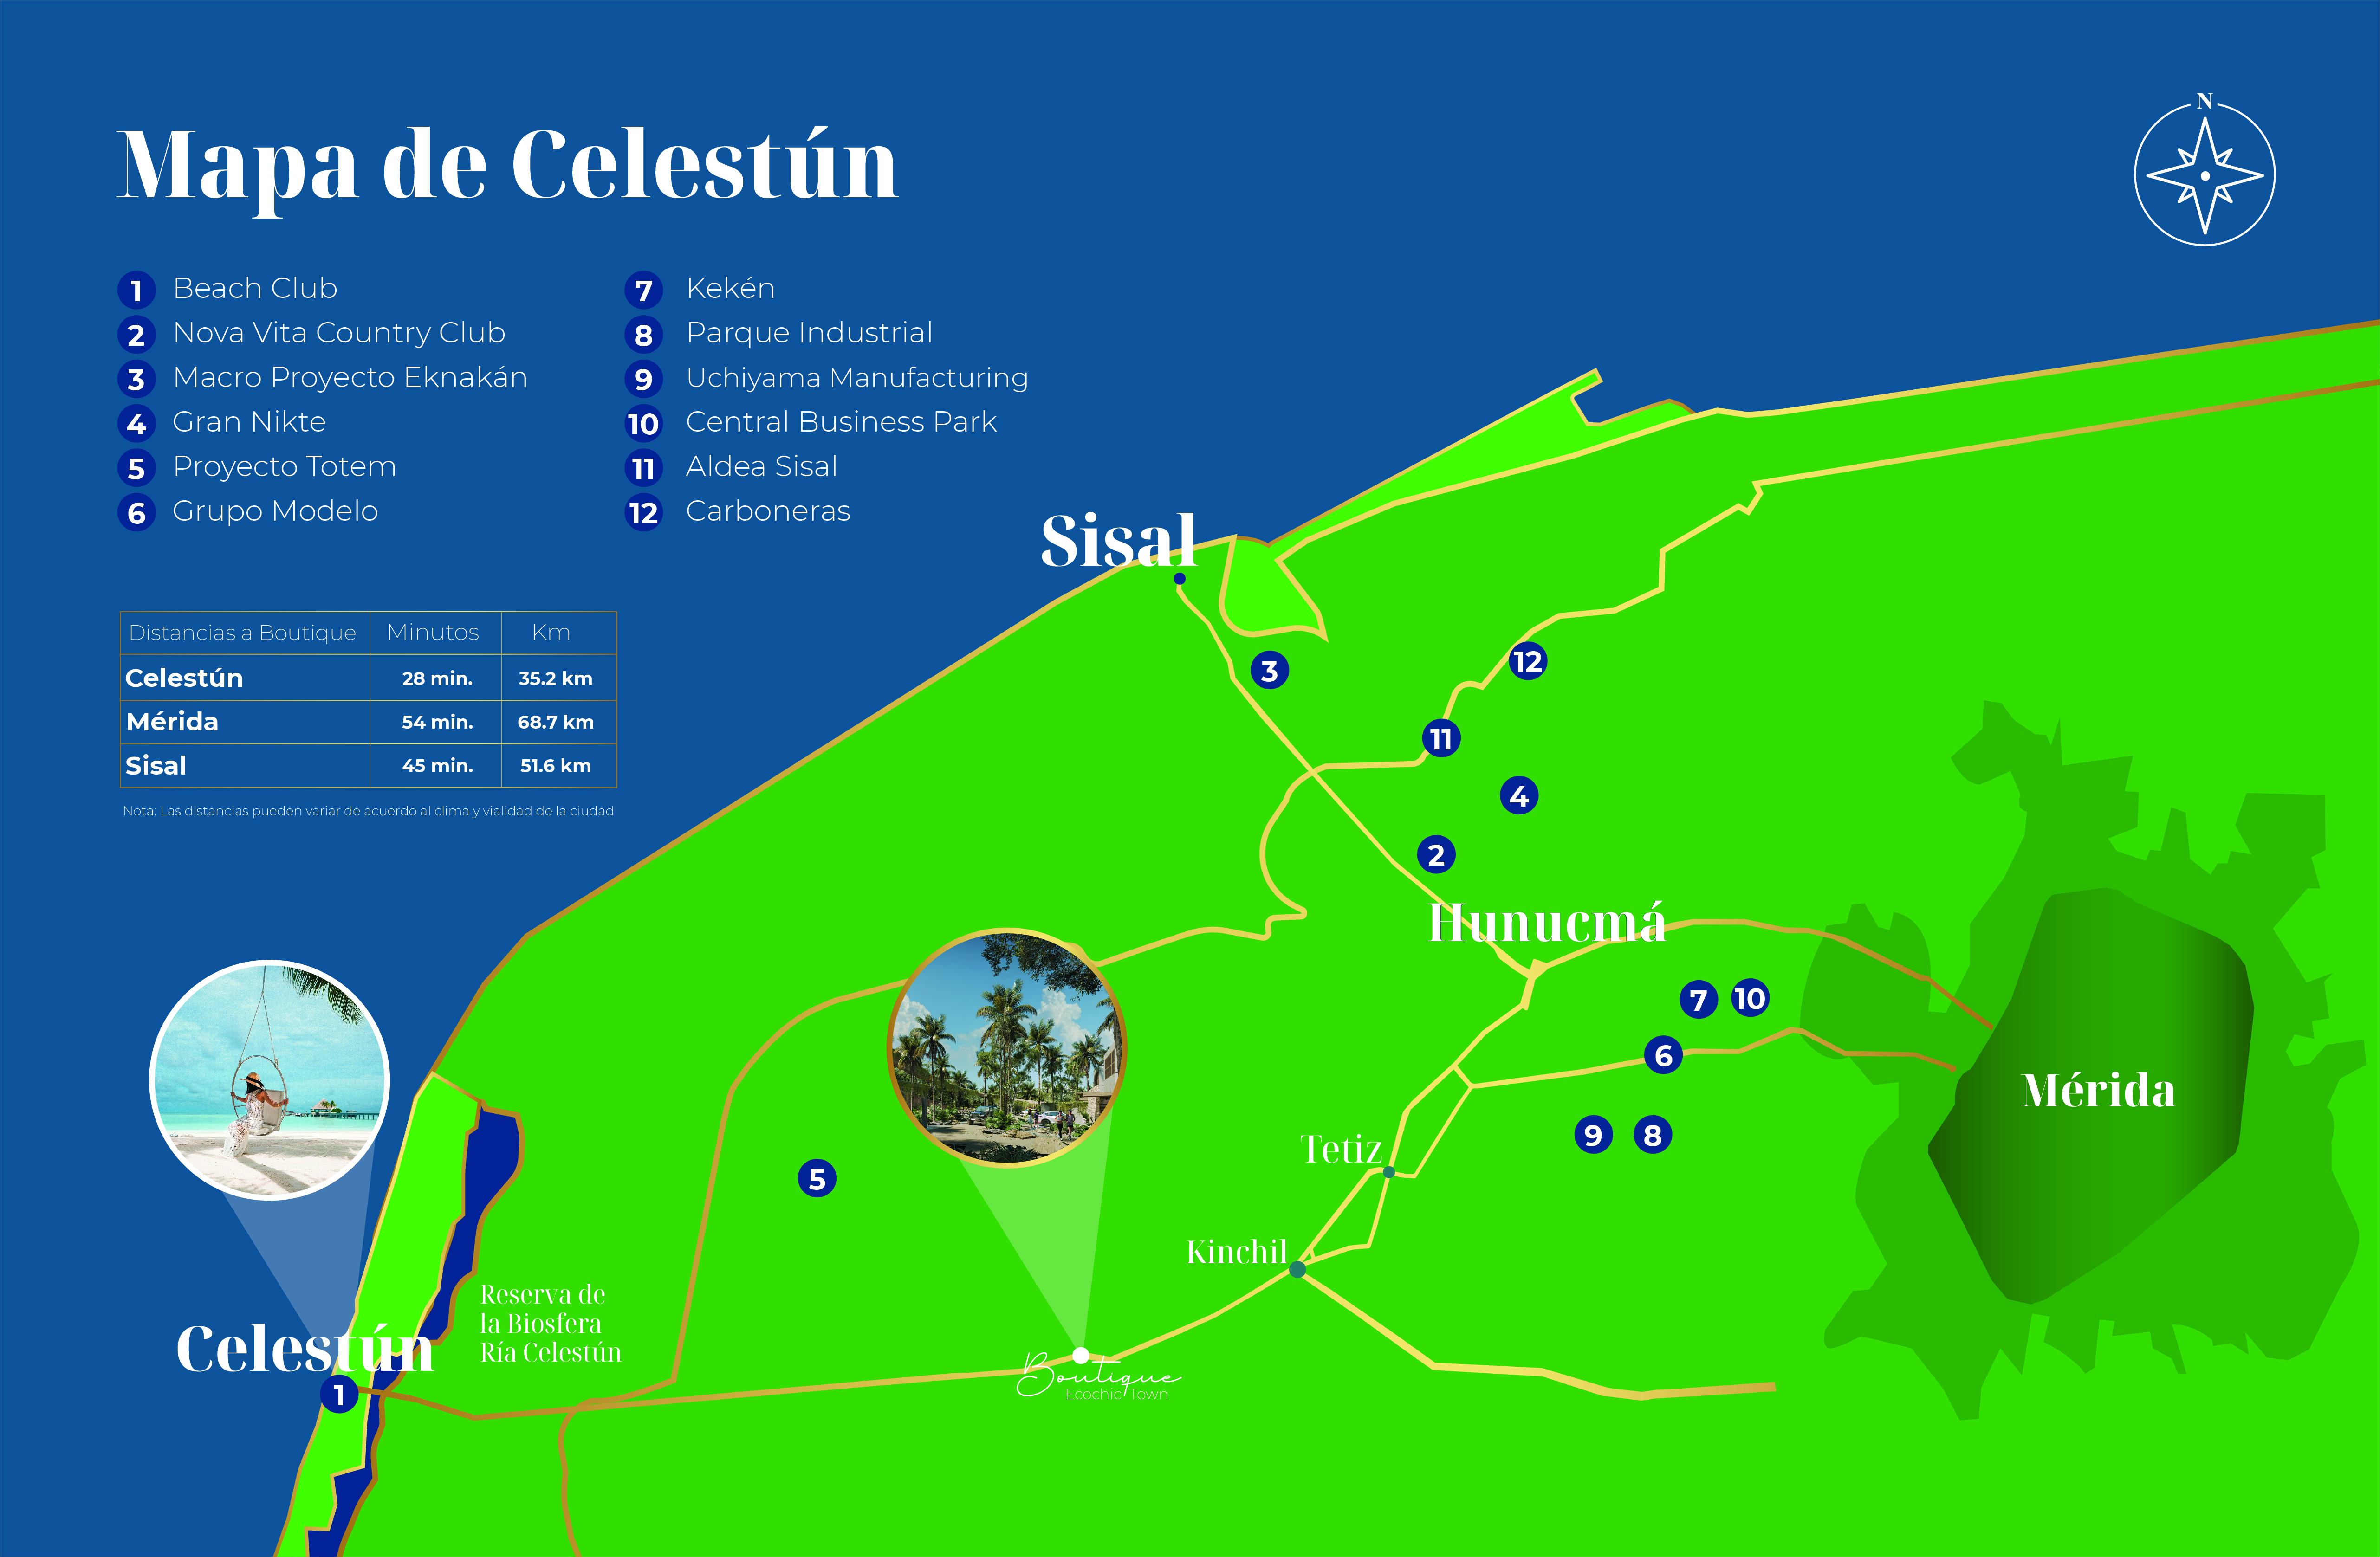 N
Mapa de Celestún
1 Beach Club
2 Nova Vita Country Club
3 Macro Proyecto Eknakán
4 Gran Nikte
5 Proyecto Totem
6 Grupo Modelo
7 Kekén
8 Parque Industrial
9 Uchiyama Manufacturing
10 Central Business Park
11 Aldea Sisal
12 Carboneras
Distancias a Boutique Minutos Km
Celestún 28 min. 35.2 km
Mérida 54 min. 68.7 km
Sisal 45 min. 51.6 km
Nota: Las distancias pueden variar de acuerdo al clima y vialidad de la ciudad
Sisal
3
12
11
4
2
Hunucmá
7 10
6
Mérida
9 8
Tetiz
5
Kinchil
Reserva de
la Biosfera
Ría Celestún
Celestún
1
Boutique
Ecochic Town